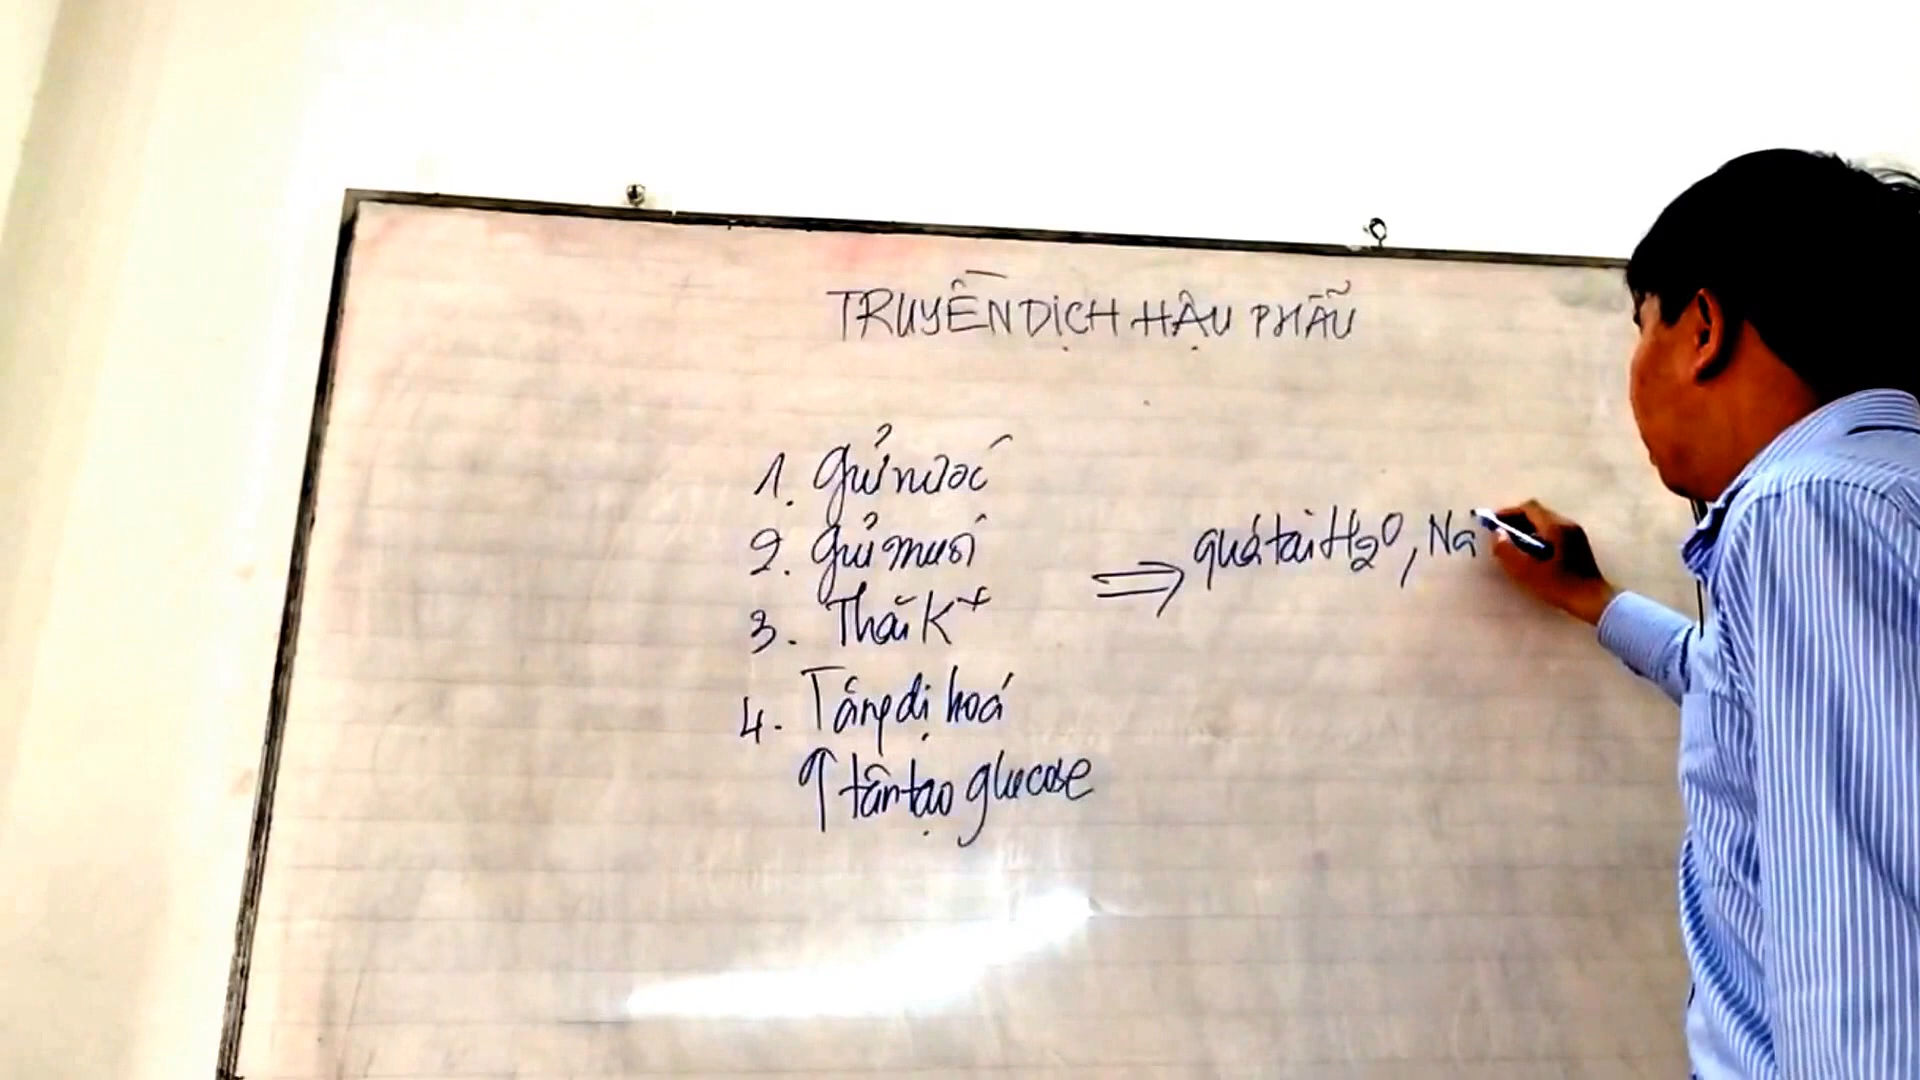 TRUYỀN DỊCH HẬU PHẪU
1. Giữ nước
2. Giữ muối
3. Thải K+
4. Tăng dị hoá
↑ tân tạo glucose
⇒ quá tải H2O, Na